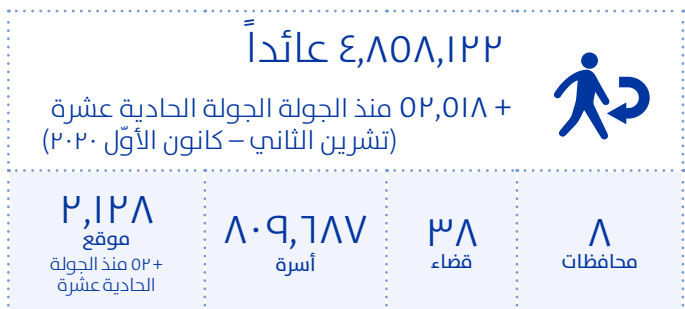 ٤,٨٥٨,١٢٢ عائداً
+ ٥٢,٥١٨ منذ الجولة الجولة الحادية عشرة
(تشرين الثاني – كانون الأوّل ٢٠٢٠)
٨
محافظات
٣٨
قضاء
٨٠٩,٦٨٧
أسرة
٢,١٢٨
موقع
+٥٢ منذ الجولة
الحادية عشرة